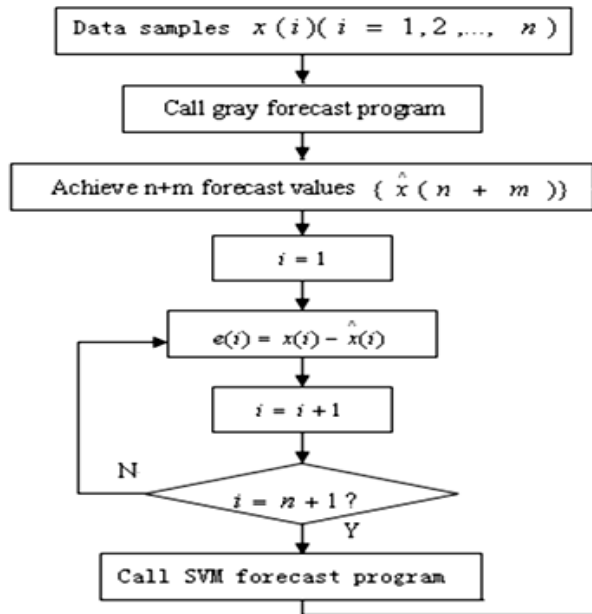 Data samples x(i)(i = 1,2,..., n)
Call gray forecast program
Achieve n+m forecast values { x̂(n + m)}
i = 1
e(i) = x(i) − x̂(i)
i = i+1
N
i = n+1?
Y
Call SVM forecast program